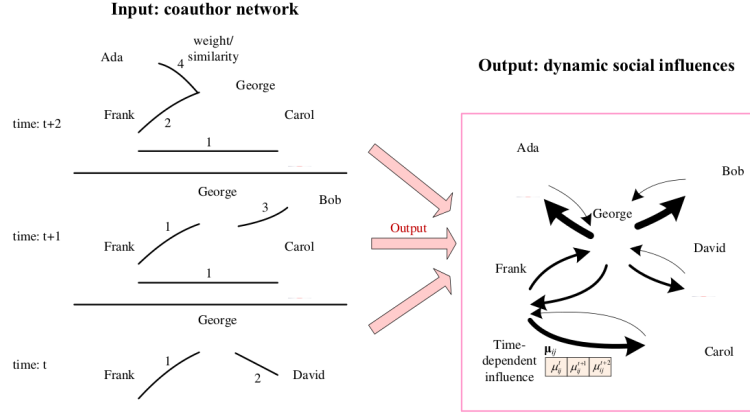 Input: coauthor network
weight/
similarity
Ada
4
George
Frank
2
Carol
time: t+2
1
George
Bob
1
3
time: t+1
Frank
Carol
1
George
1
time: t
2
David
Frank
Output
Output: dynamic social influences
Ada
Bob
George
David
Frank
Time-
dependent
influence
μij
μ^t_ij μ^t+1_ij μ^t+2_ij
Carol